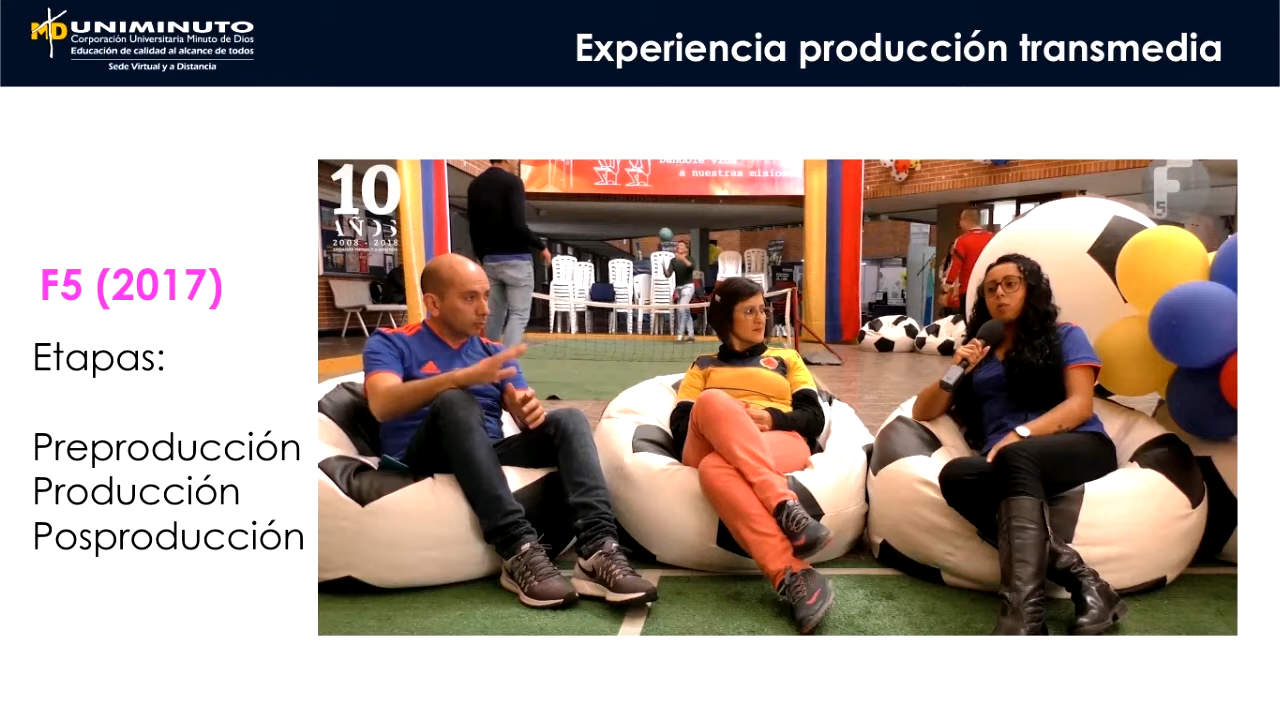 UNIMINUTO
Corporación Universitaria Minuto de Dios
Educación de calidad al alcance de todos
Sede Virtual y a Distancia
Experiencia producción transmedia
10
AÑOS
2008 - 2018
a nuestras
F5
F5 (2017)
Etapas:
Preproducción
Producción
Posproducción